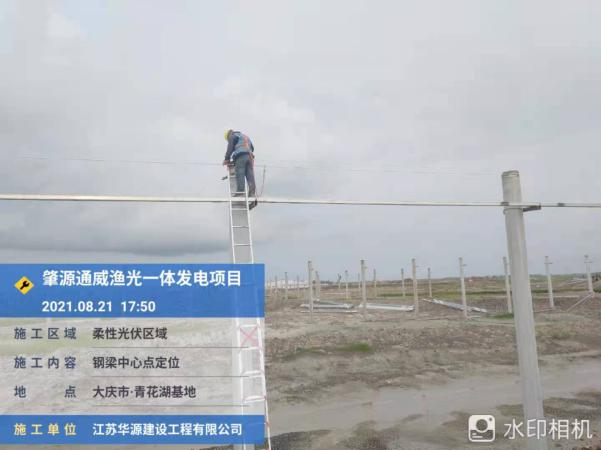 肇源通威渔光一体发电项目
2021.08.21 17:50
施工区域 柔性光伏区域
施工内容 钢梁中心点定位
地点 大庆市·青花湖基地
施工单位 江苏华源建设工程有限公司
水印相机